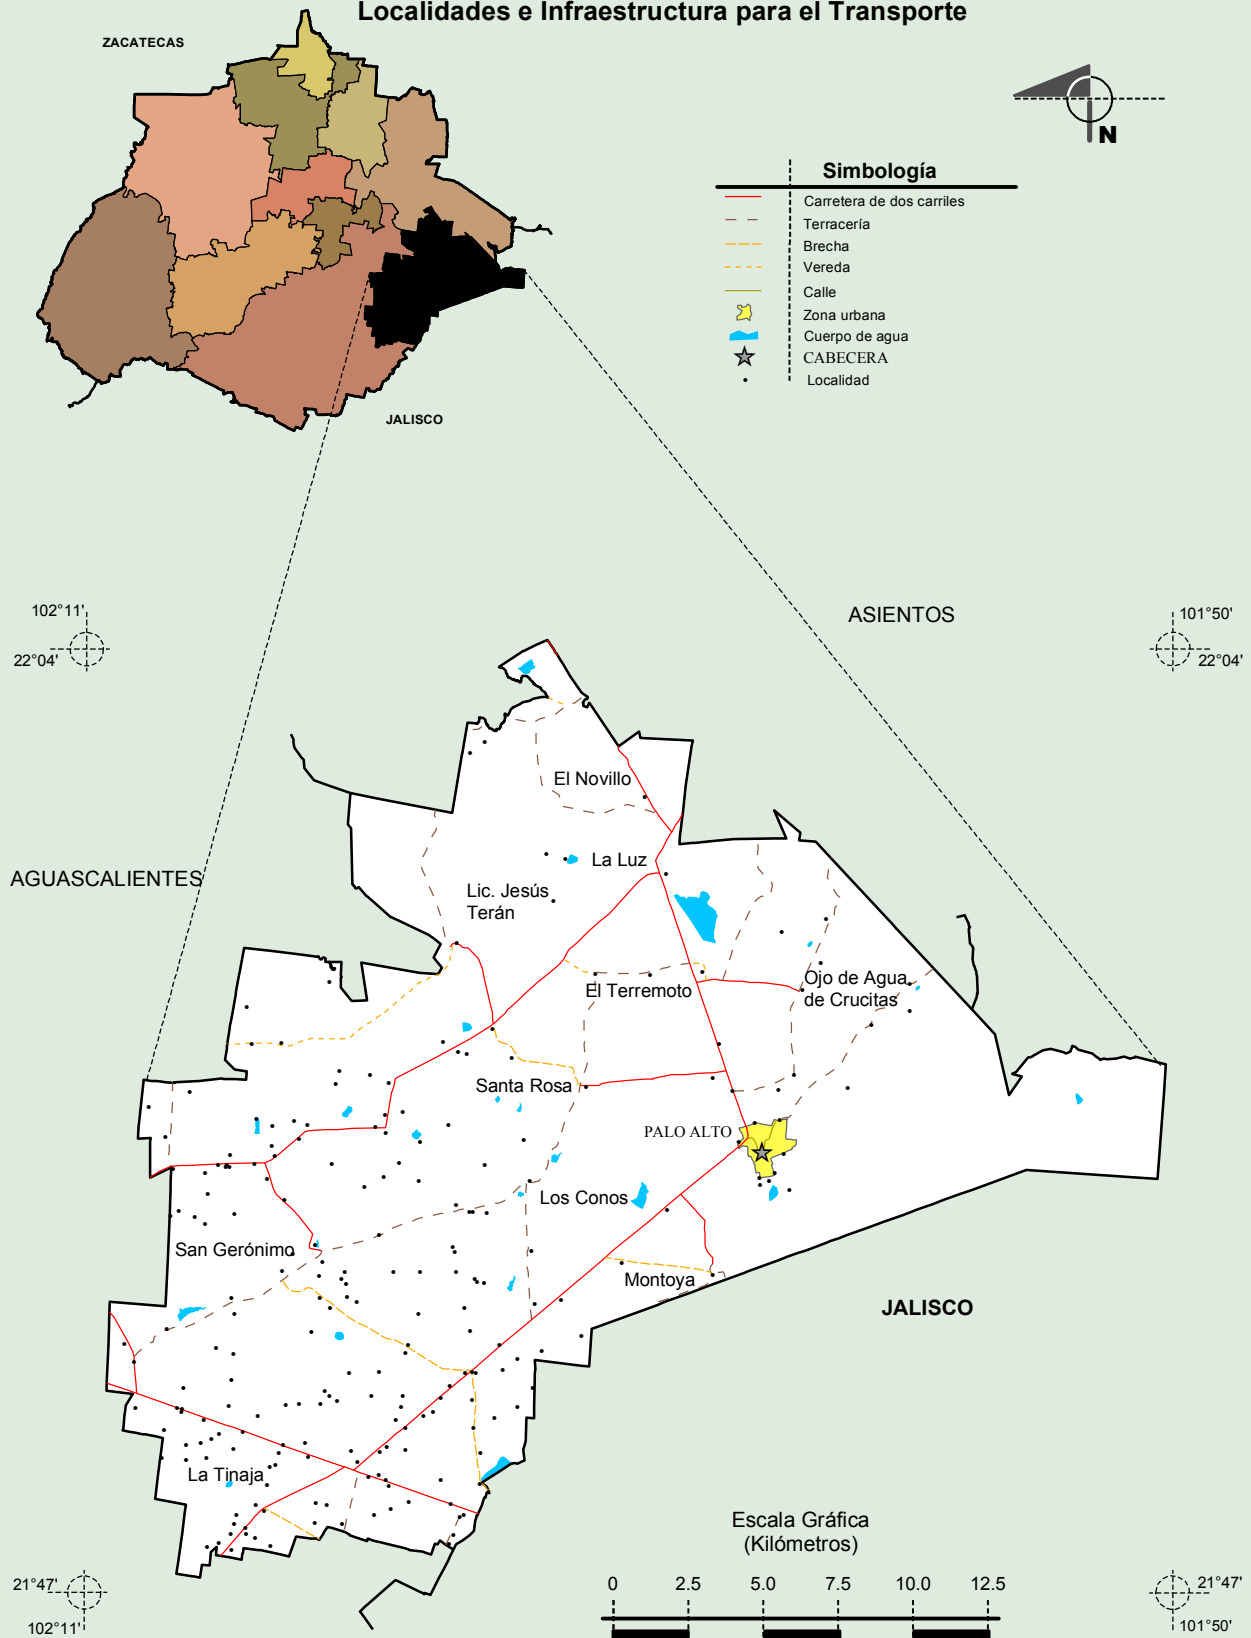 Localidades e Infraestructura para el Transporte
ZACATECAS
N
Simbología
Carretera de dos carriles
Terracería
Brecha
Vereda
Calle
Zona urbana
Cuerpo de agua
CABECERA
Localidad
JALISCO
102°11'
22°04'
ASIENTOS
101°50'
22°04'
El Novillo
La Luz
AGUASCALIENTES
Lic. Jesús
Terán
El Terremoto
Ojo de Agua
de Crucitas
Santa Rosa
PALO ALTO
Los Conos
San Gerónimo
Montoya
JALISCO
La Tinaja
Escala Gráfica
(Kilómetros)
0 2.5 5.0 7.5 10.0 12.5
21°47'
102°11'
21°47'
101°50'